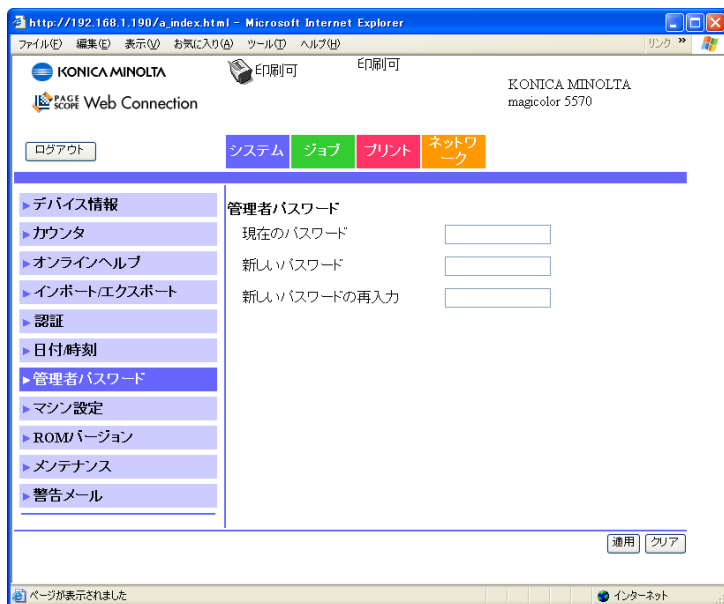 http://192.168.1.190/a_index.html - Microsoft Internet Explorer
ファイル(F) 編集(E) 表示(V) お気に入り(A) ツール(T) ヘルプ(H) リンク »
KONICA MINOLTA
印刷可
印刷可
KONICA MINOLTA
magicolor 5570
PAGE SCOPE Web Connection
ログアウト
システム
ジョブ
プリント
ネットワ
ーク
デバイス情報
カウンタ
オンラインヘルプ
インポート/エクスポート
認証
日付/時刻
管理者パスワード
マシン設定
ROMバージョン
メンテナンス
警告メール
管理者パスワード
現在のパスワード
新しいパスワード
新しいパスワードの再入力
適用 クリア
ページが表示されました インターネット